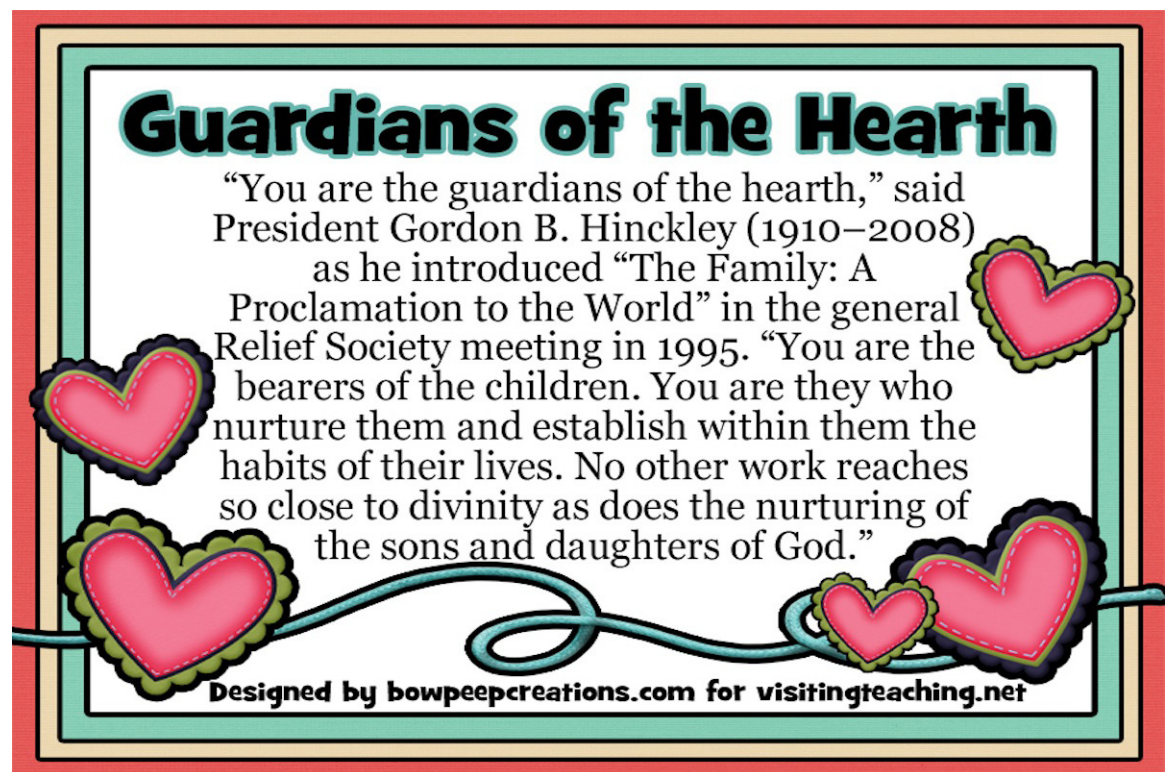 Guardians of the Hearth
“You are the guardians of the hearth,” said
President Gordon B. Hinckley (1910–2008)
as he introduced “The Family: A
Proclamation to the World” in the general
Relief Society meeting in 1995. “You are the
bearers of the children. You are they who
nurture them and establish within them the
habits of their lives. No other work reaches
so close to divinity as does the nurturing of
the sons and daughters of God.”
Designed by bowpeepcreations.com for visitingteaching.net